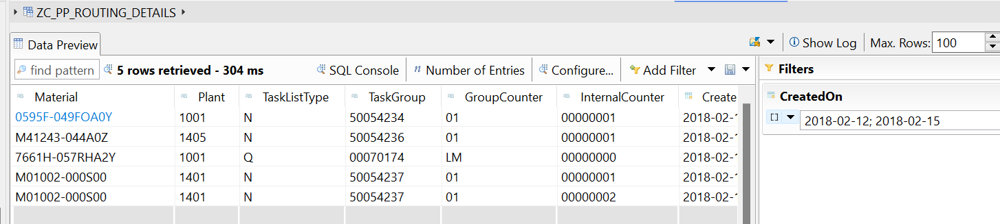 ZC_PP_ROUTING_DETAILS
Data Preview
Show Log Max. Rows: 100
find pattern 5 rows retrieved - 304 ms SQL Console Number of Entries Configure... Add Filter Filters
Material Plant TaskListType TaskGroup GroupCounter InternalCounter Create CreatedOn
0595F-049FOA0Y 1001 N 50054234 01 00000001 2018-02-1
2018-02-12; 2018-02-15
M41243-044A0Z 1405 N 50054236 01 00000001 2018-02-1
7661H-057RHA2Y 1001 Q 00070174 LM 00000000 2018-02-1
M01002-000S00 1401 N 50054237 01 00000001 2018-02-1
M01002-000S00 1401 N 50054237 01 00000002 2018-02-1